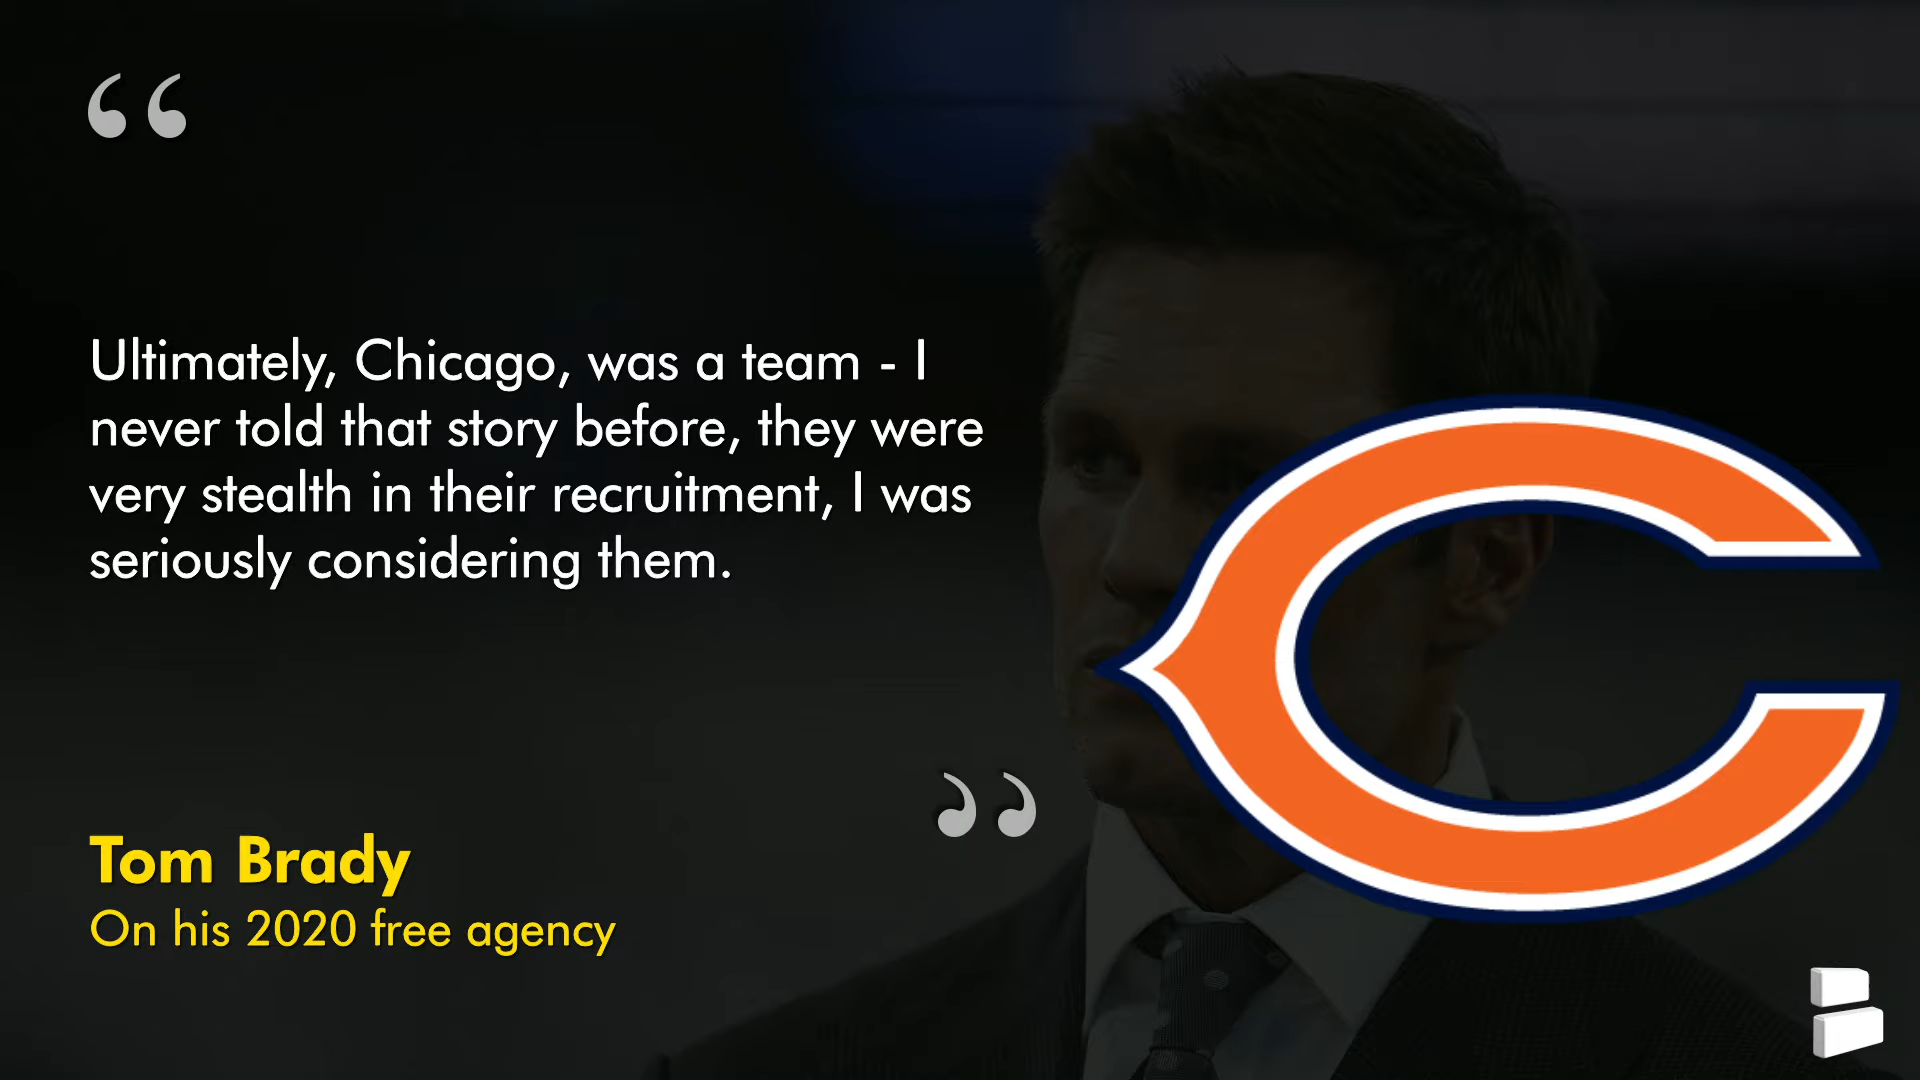 “
Ultimately, Chicago, was a team - I
never told that story before, they were
very stealth in their recruitment, I was
seriously considering them.
”
Tom Brady
On his 2020 free agency